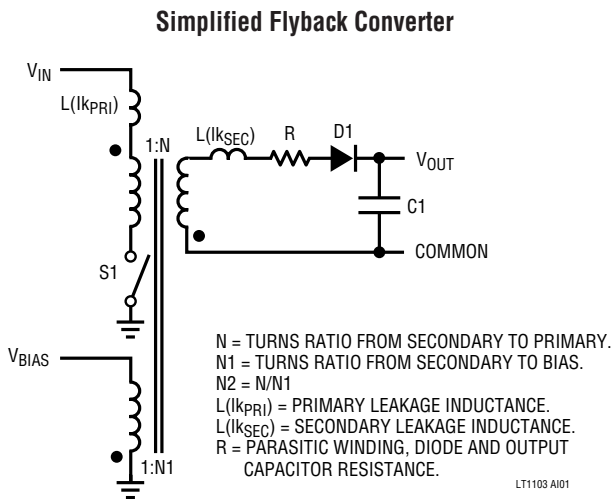 Simplified Flyback Converter
VIN
L(lkPRI)
1:N
L(lkSEC)
R
D1
VOUT
C1
COMMON
S1
VBIAS
1:N1
N = TURNS RATIO FROM SECONDARY TO PRIMARY.
N1 = TURNS RATIO FROM SECONDARY TO BIAS.
N2 = N/N1
L(lkPRI) = PRIMARY LEAKAGE INDUCTANCE.
L(lkSEC) = SECONDARY LEAKAGE INDUCTANCE.
R = PARASITIC WINDING, DIODE AND OUTPUT
CAPACITOR RESISTANCE.
LT1103 AI01